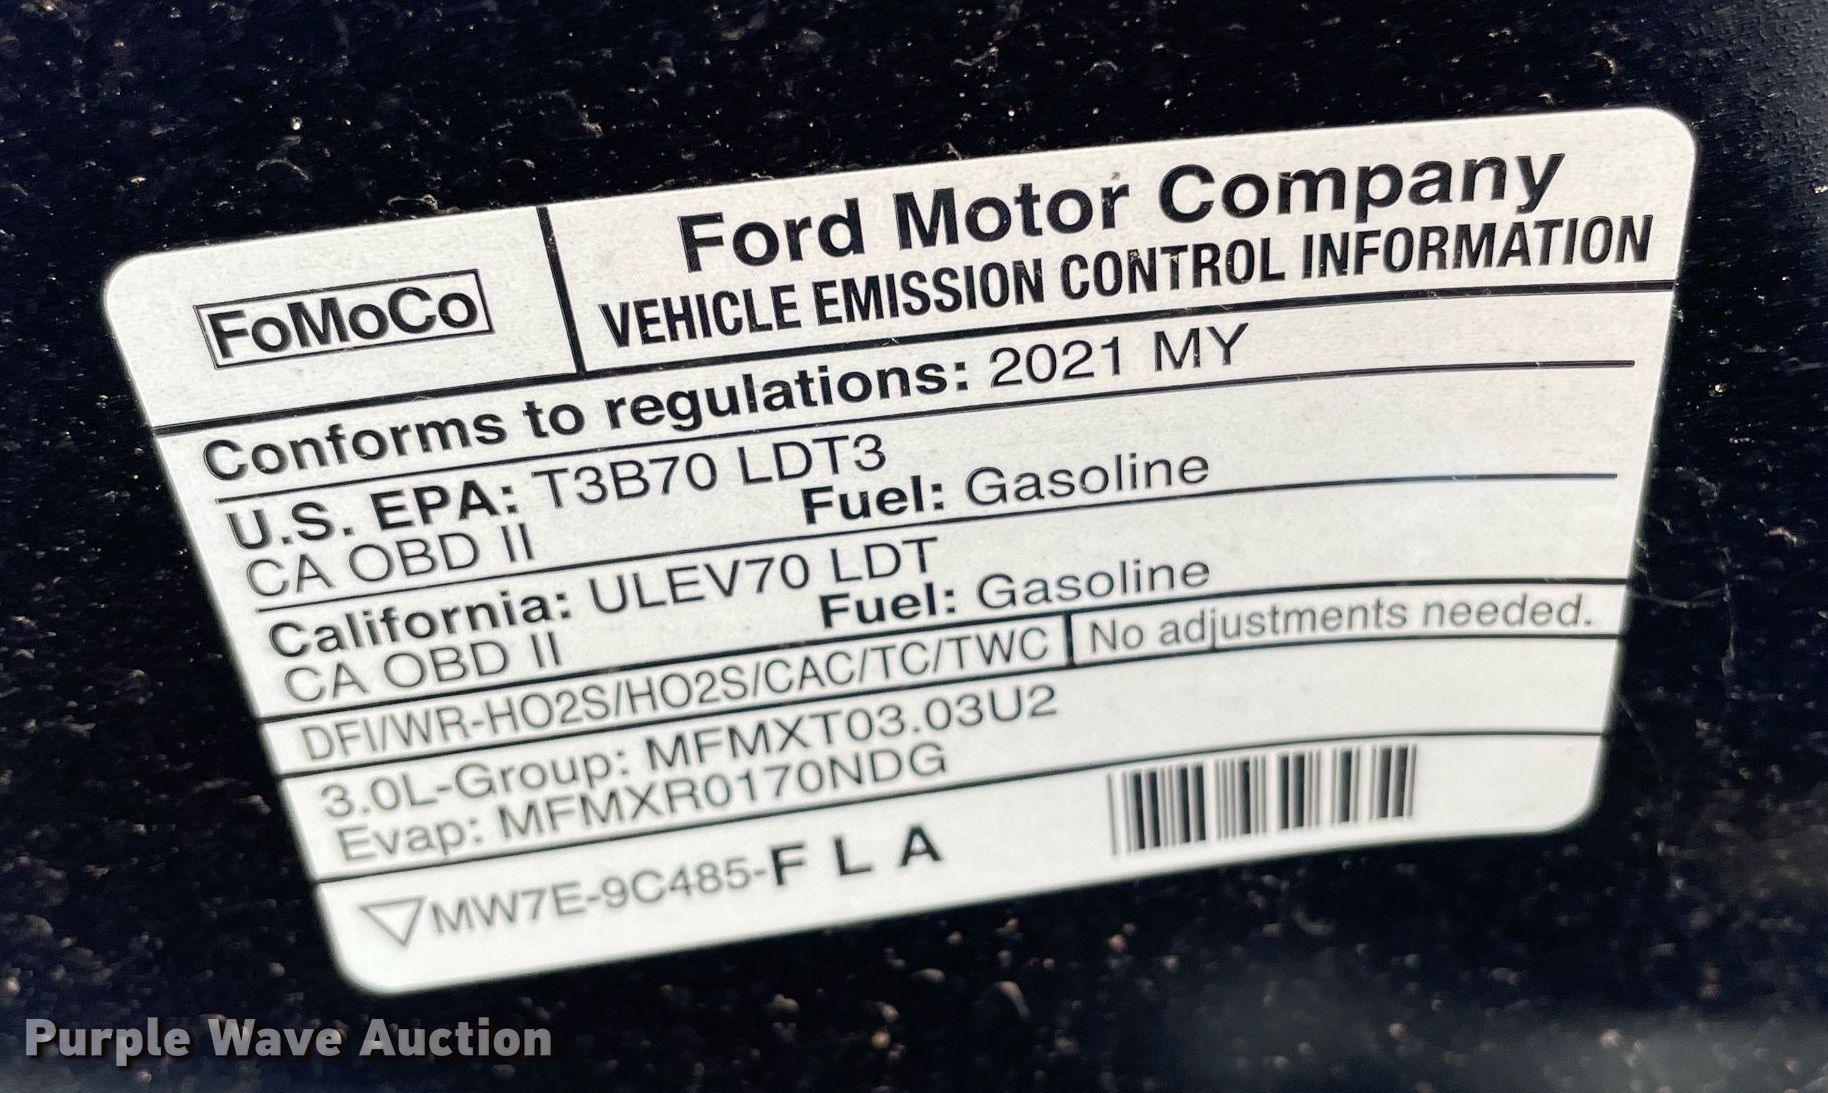 FoMoCo
Ford Motor Company
VEHICLE EMISSION CONTROL INFORMATION
Conforms to regulations: 2021 MY
U.S. EPA: T3B70 LDT3
CA OBD II Fuel: Gasoline
California: ULEV70 LDT
CA OBD II Fuel: Gasoline
DFI/WR-HO2S/HO2S/CAC/TC/TWC No adjustments needed.
3.0L-Group: MFMXT03.03U2
Evap: MFMXR0170NDG
MW7E-9C485-F L A
Purple Wave Auction